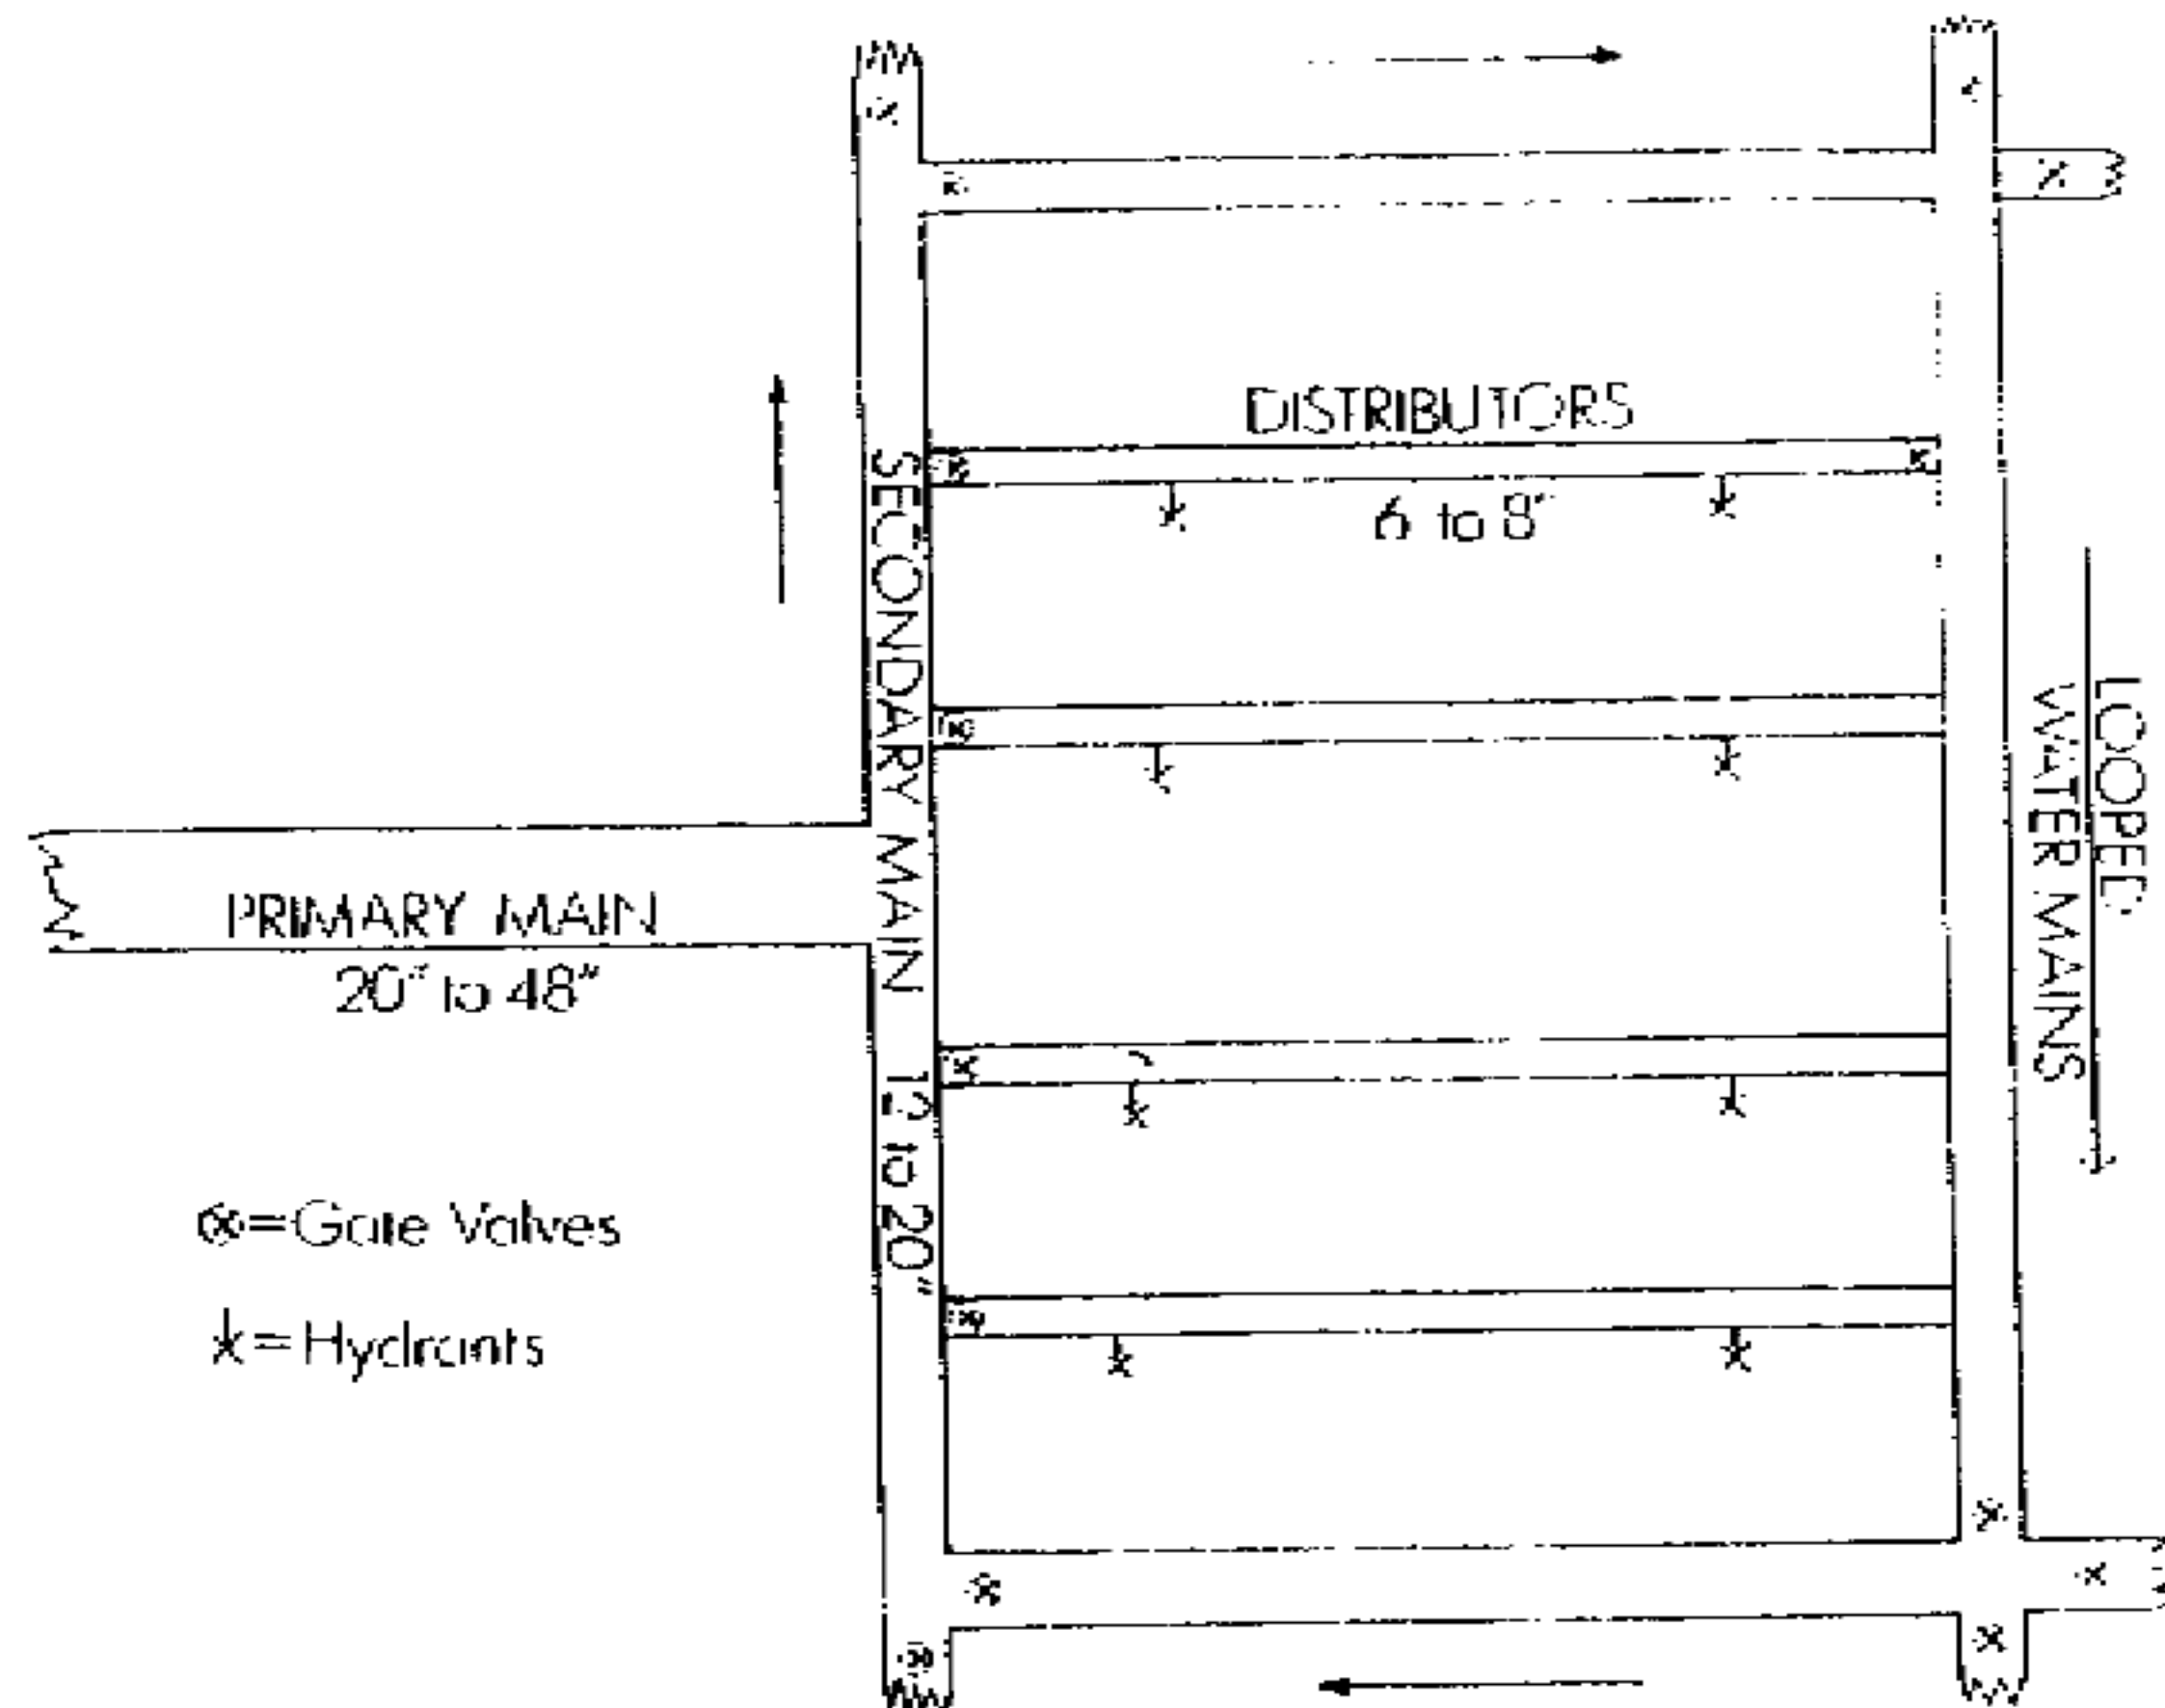 DISTRIBUTORS
6 to 8"
SECONDARY MAIN 12 to 20"
LOOPED
WATER MAINS
PRIMARY MAIN
20" to 48"
⊗=Gate Valves
= Hydrants